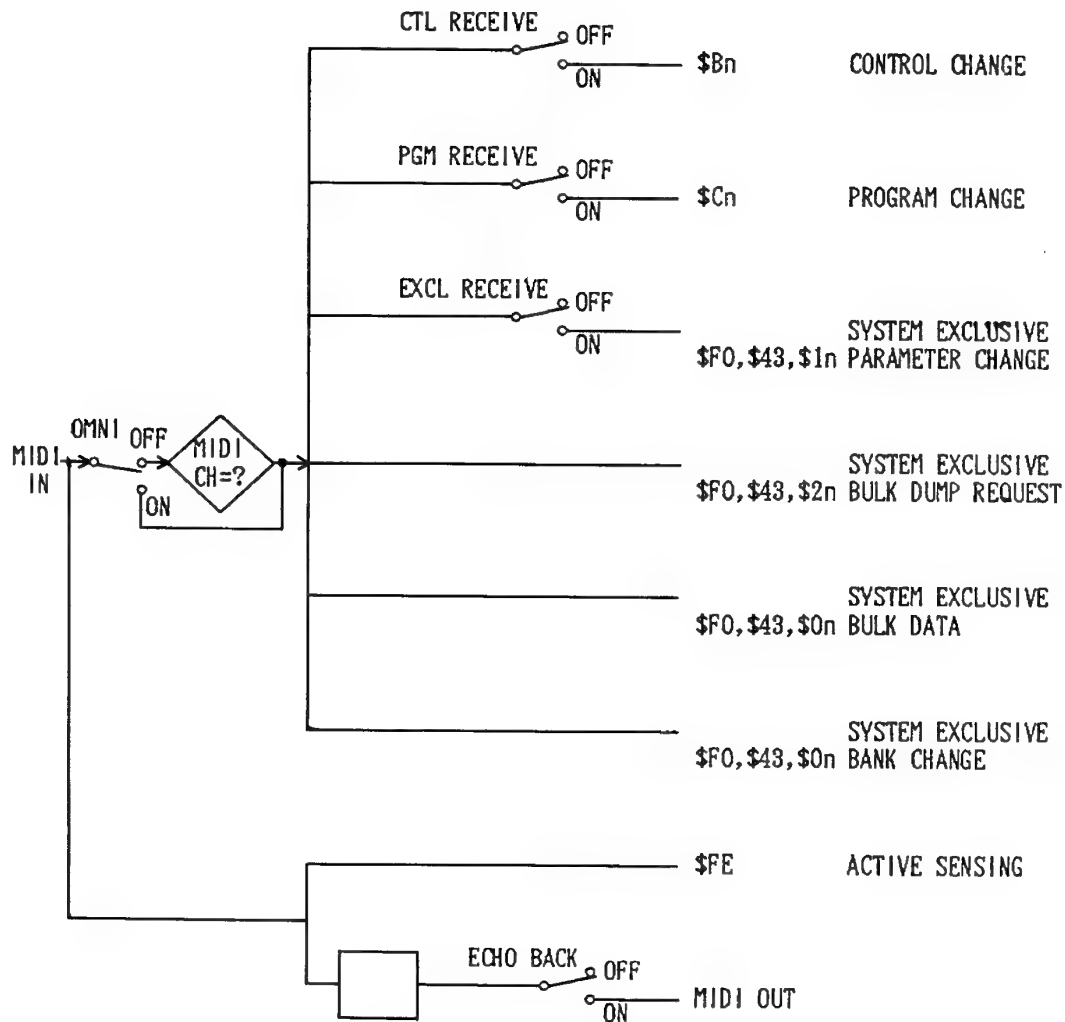 CTL RECEIVE
OFF
ON
$Bn CONTROL CHANGE
PGM RECEIVE
OFF
ON
$Cn PROGRAM CHANGE
EXCL RECEIVE
OFF
ON
SYSTEM EXCLUSIVE
$F0,$43,$1n PARAMETER CHANGE
MIDI
IN
OMNI
OFF
ON
MIDI
CH=?
SYSTEM EXCLUSIVE
$F0,$43,$2n BULK DUMP REQUEST
SYSTEM EXCLUSIVE
$F0,$43,$0n BULK DATA
SYSTEM EXCLUSIVE
$F0,$43,$0n BANK CHANGE
$FE ACTIVE SENSING
ECHO BACK
OFF
ON
MIDI OUT